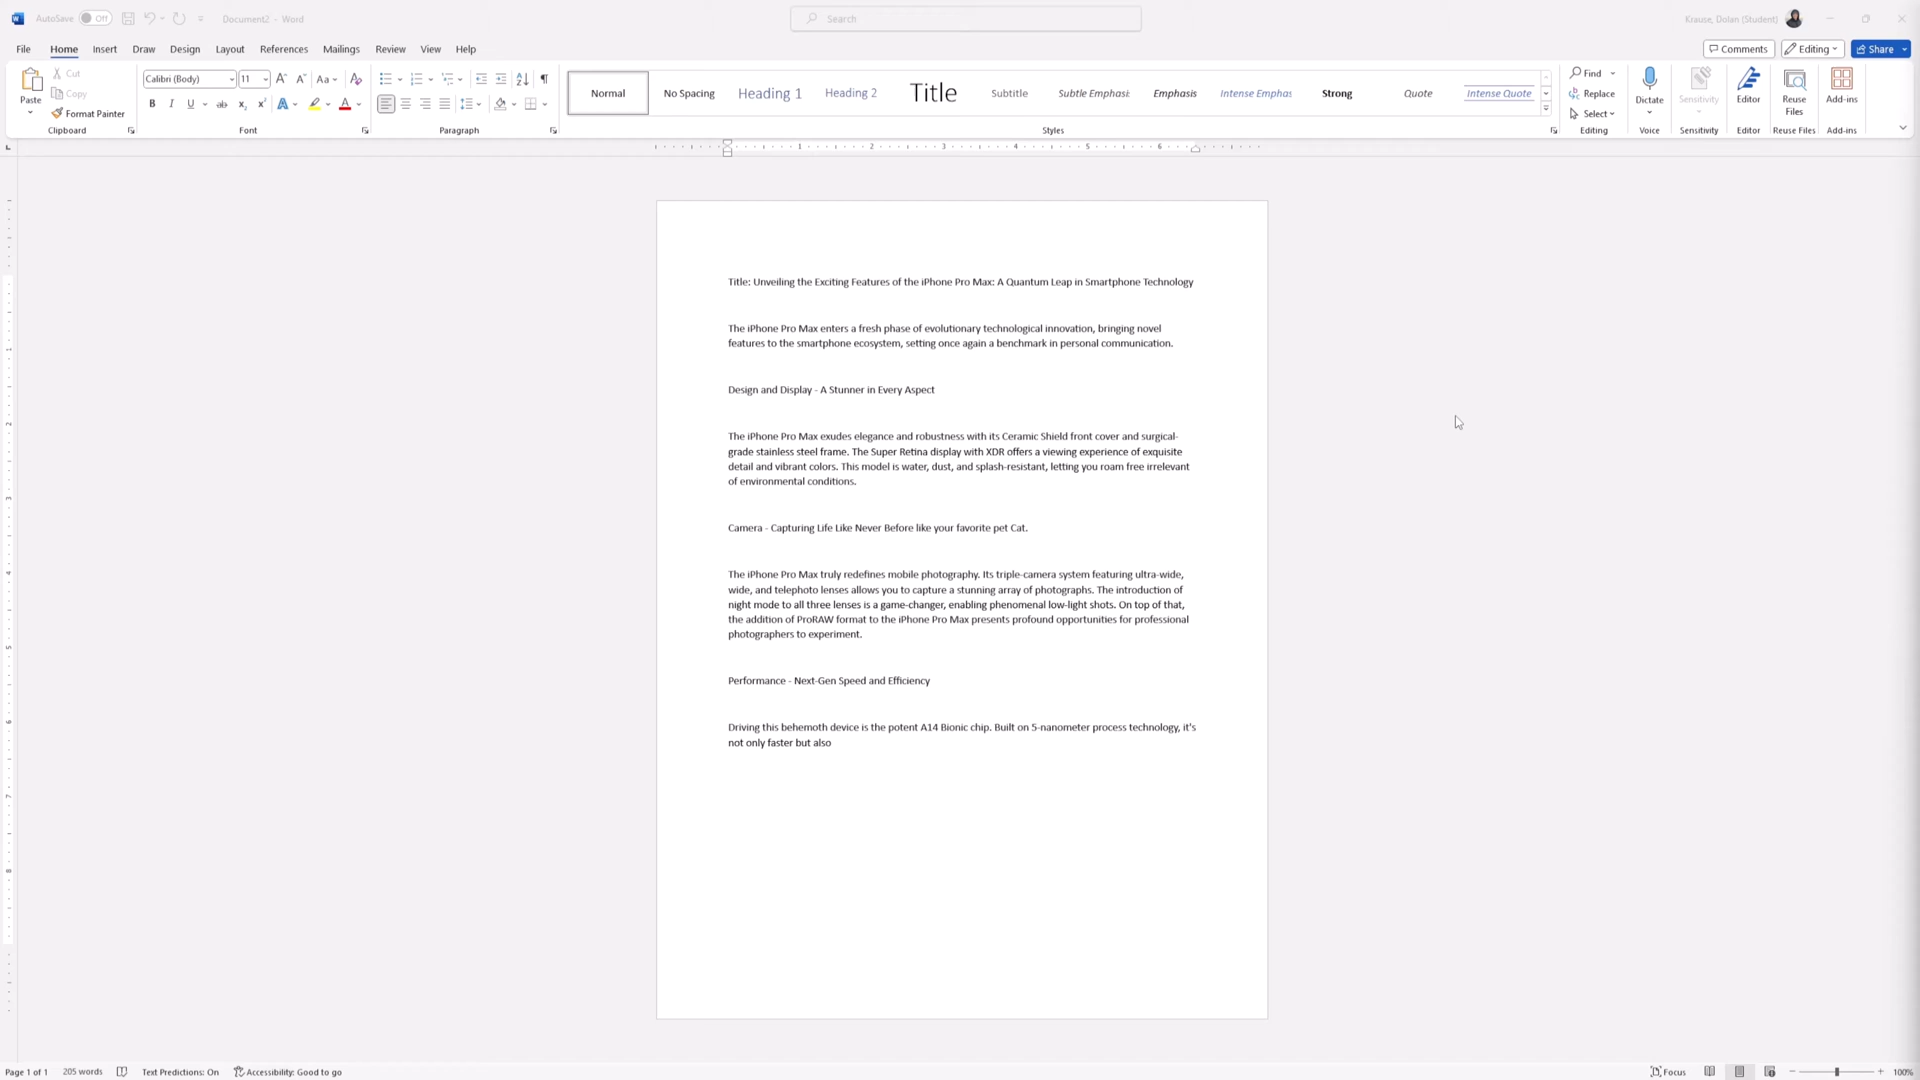 AutoSave Off Document2 - Word Search Krause, Dolan (Student)
File Home Insert Draw Design Layout References Mailings Review View Help Comments Editing Share
Paste Cut Copy Format Painter Clipboard
Calibri (Body) 11 Aa Font
Paragraph
Normal No Spacing Heading 1 Heading 2 Title Subtitle Subtle Emphas Emphasis Intense Emphas Strong Quote Intense Quote
Styles
Find Replace Select Editing
Dictate Voice
Sensitivity Sensitivity
Editor Editor
Reuse Files Reuse Files
Add-ins Add-ins
1 2 3 4 5 6
Title: Unveiling the Exciting Features of the iPhone Pro Max: A Quantum Leap in Smartphone Technology
The iPhone Pro Max enters a fresh phase of evolutionary technological innovation, bringing novel
features to the smartphone ecosystem, setting once again a benchmark in personal communication.
Design and Display - A Stunner in Every Aspect
The iPhone Pro Max exudes elegance and robustness with its Ceramic Shield front cover and surgical-
grade stainless steel frame. The Super Retina display with XDR offers a viewing experience of exquisite
detail and vibrant colors. This model is water, dust, and splash-resistant, letting you roam free irrelevant
of environmental conditions.
Camera - Capturing Life Like Never Before like your favorite pet Cat.
The iPhone Pro Max truly redefines mobile photography. Its triple-camera system featuring ultra-wide,
wide, and telephoto lenses allows you to capture a stunning array of photographs. The introduction of
night mode to all three lenses is a game-changer, enabling phenomenal low-light shots. On top of that,
the addition of ProRAW format to the iPhone Pro Max presents profound opportunities for professional
photographers to experiment.
Performance - Next-Gen Speed and Efficiency
Driving this behemoth device is the potent A14 Bionic chip. Built on 5-nanometer process technology, it's
not only faster but also
Page 1 of 1 205 words Text Predictions: On Accessibility: Good to go Focus 100%